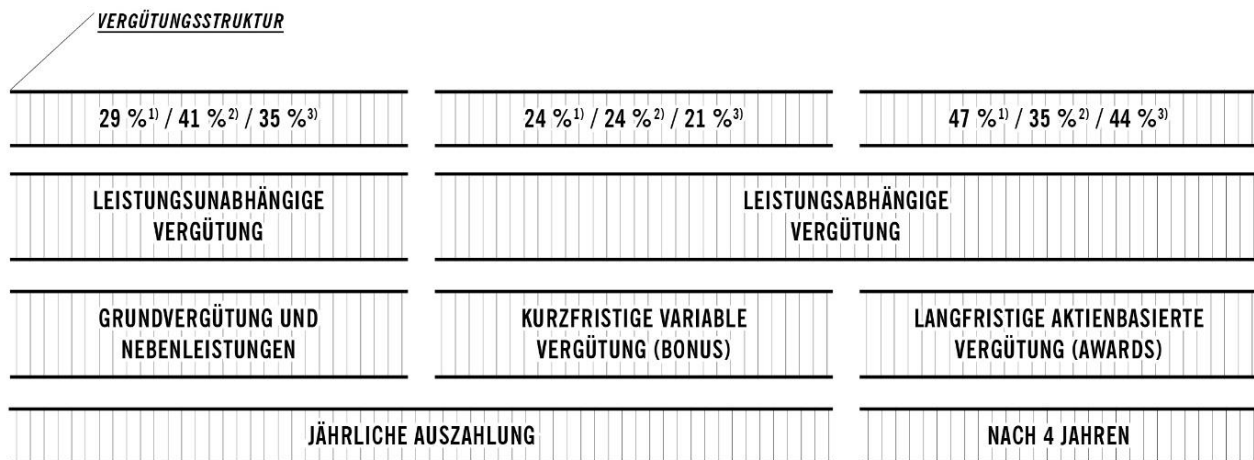 VERGÜTUNGSSTRUKTUR
29 %1) / 41 %2) / 35 %3)
24 %1) / 24 %2) / 21 %3)
47 %1) / 35 %2) / 44 %3)
LEISTUNGSUNABHÄNGIGE
VERGÜTUNG
LEISTUNGSABHÄNGIGE
VERGÜTUNG
GRUNDVERGÜTUNG UND
NEBENLEISTUNGEN
KURZFRISTIGE VARIABLE
VERGÜTUNG (BONUS)
LANGFRISTIGE AKTIENBASIERTE
VERGÜTUNG (AWARDS)
JÄHRLICHE AUSZAHLUNG
NACH 4 JAHREN